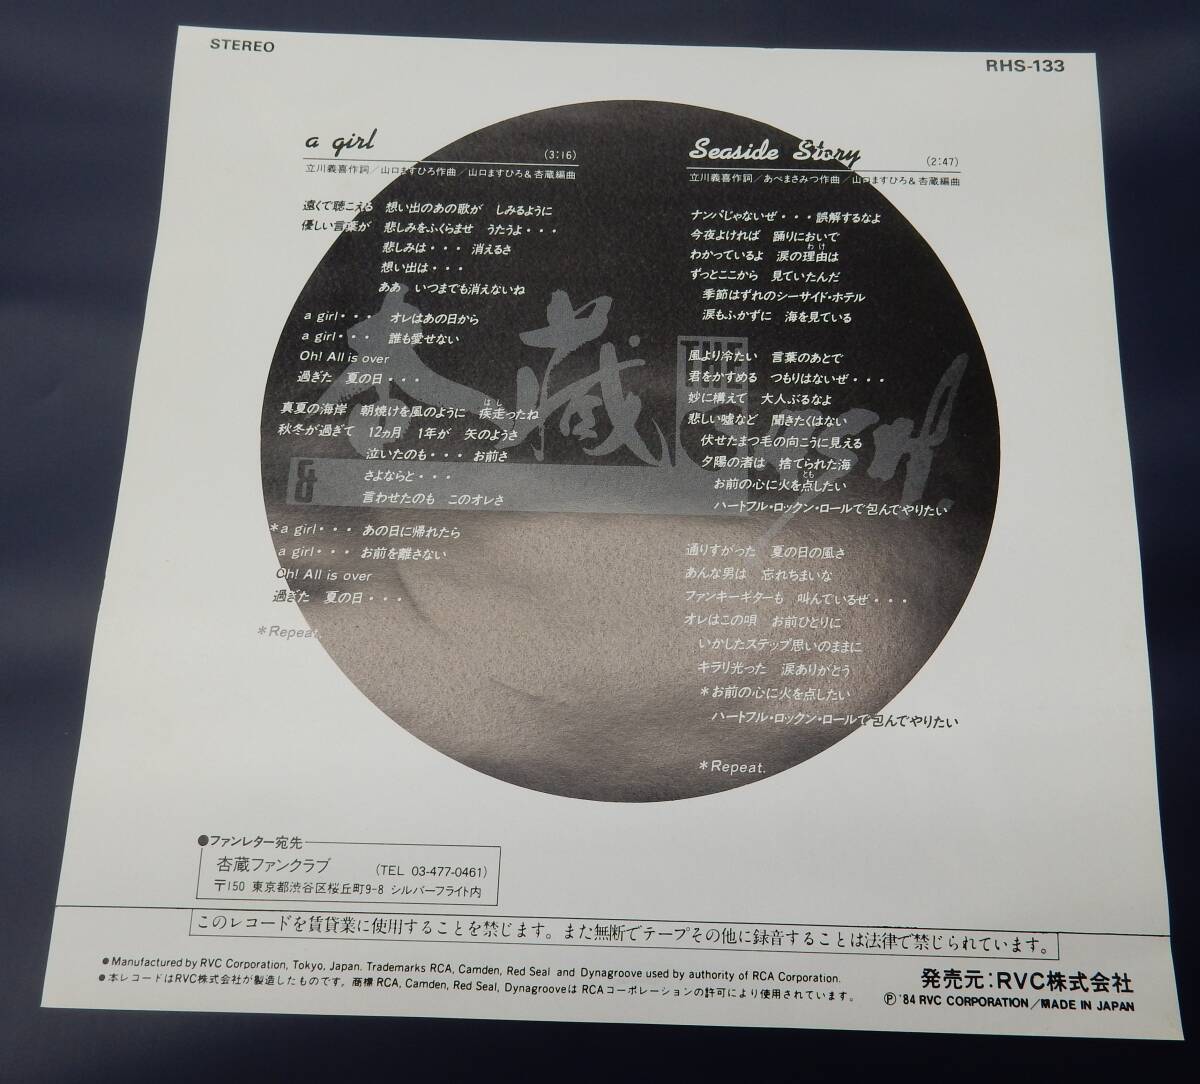 STEREO
RHS-133
a girl
(3:16)
立川義喜作詞／山口ますひろ作曲／山口ますひろ&杏蔵編曲
遠くで聴こえる 想い出のあの歌が しみるように
優しい言葉が 悲しみをふくらませ うたうよ・・・
悲しみは・・・ 消えるさ
想い出は・・・
ああ いつまでも消えないね
a girl・・・ オレはあの日から
a girl・・・ 誰も愛せない
Oh! All is over
過ぎた 夏の日・・・
はし
真夏の海岸 朝焼けを風のように 疾走ったね
秋冬が過ぎて 12ヵ月 1年が 矢のようさ
泣いたのも・・・ お前さ
さよならと・・・
言わせたのも このオレさ
*a girl・・・ あの日に帰れたら
a girl・・・ お前を離さない
Oh! All is over
過ぎた 夏の日・・・
*Repeat.
Seaside Story
(2:47)
立川義喜作詞／あべまさみつ作曲／山口ますひろ&杏蔵編曲
ナンパじゃないぜ・・・誤解するなよ
今夜よければ 踊りにおいで
わけ
わかっているよ 涙の理由は
ずっとここから 見ていたんだ
季節はずれのシーサイド・ホテル
涙もふかずに 海を見ている
風より冷たい 言葉のあとで
君をかすめる つもりはないぜ・・・
妙に構えて 大人ぶるなよ
悲しい嘘など 聞きたくはない
伏せたまつ毛の向こうに見える
夕陽の渚は 捨てられた海
とも
お前の心に火を点したい
ハートフル・ロックン・ロールで包んでやりたい
通りすがった 夏の日の風さ
あんな男は 忘れちまいな
ファンキーギターも 叫んでいるぜ・・・
オレはこの唄 お前ひとりに
いかしたステップ思いのままに
キラリ光った 涙ありがとう
*お前の心に火を点したい
ハートフル・ロックン・ロールで包んでやりたい
*Repeat.
杏蔵
&
THE
●ファンレター宛先
杏蔵ファンクラブ (TEL 03-477-0461)
〒150 東京都渋谷区桜丘町9-8 シルバーフライト内
このレコードを賃貸業に使用することを禁じます。また無断でテープその他に録音することは法律で禁じられています。
●Manufactured by RVC Corporation, Tokyo, Japan. Trademarks RCA, Camden, Red Seal and Dynagroove used by authority of RCA Corporation.
●本レコードはRVC株式会社が製造したものです。商標RCA, Camden, Red Seal, DynagrooveはRCAコーポレーションの許可により使用されています。
発売元:RVC株式会社
Ⓟ'84 RVC CORPORATION／MADE IN JAPAN